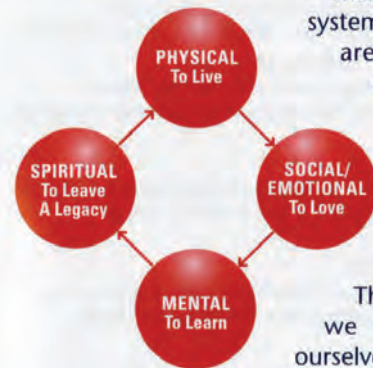 system
are
PHYSICAL
To Live
SPIRITUAL
To Leave
A Legacy
SOCIAL/
EMOTIONAL
To Love
MENTAL
To Learn
Th
we
ourselve